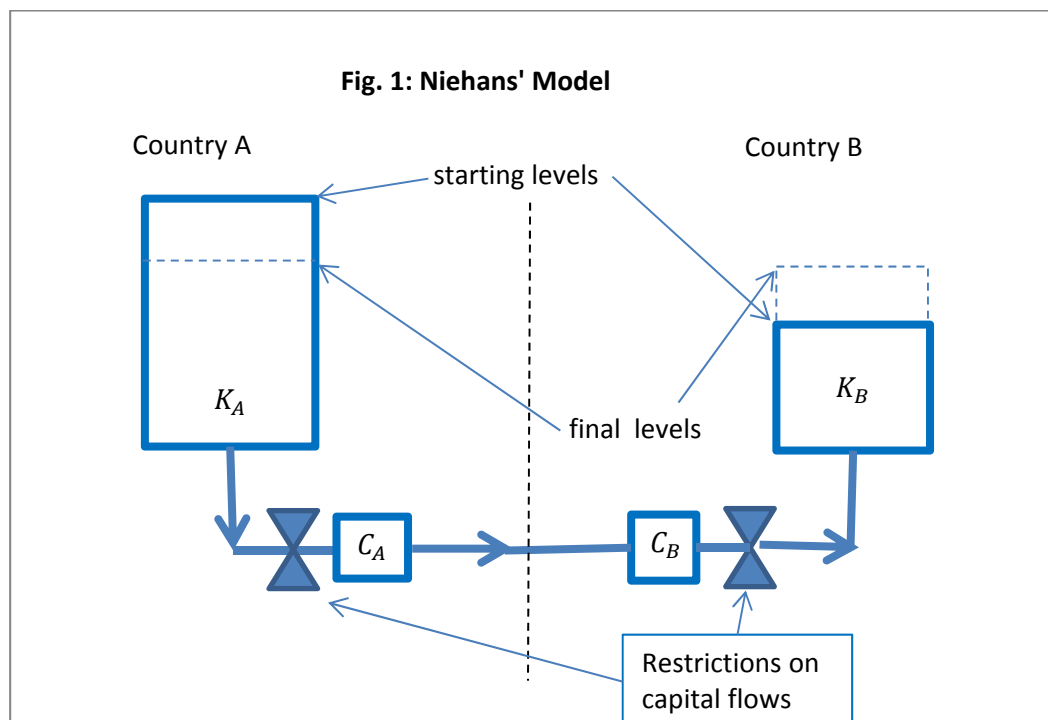 Fig. 1: Niehans' Model
Country A
Country B
starting levels
K_A
K_B
final levels
C_A
C_B
Restrictions on
capital flows